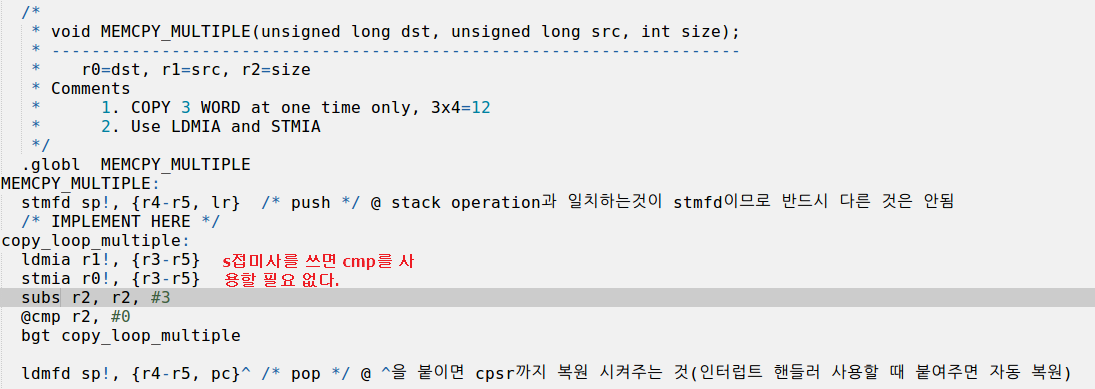 /*
* void MEMCPY_MULTIPLE(unsigned long dst, unsigned long src, int size);
* ---------------------------------------------------------------------
*    r0=dst, r1=src, r2=size
* Comments
*      1. COPY 3 WORD at one time only, 3x4=12
*      2. Use LDMIA and STMIA
*/
.globl  MEMCPY_MULTIPLE
MEMCPY_MULTIPLE:
stmfd sp!, {r4-r5, lr}  /* push */ @ stack operation과 일치하는것이 stmfd이므로 반드시 다른 것은 안됨
/* IMPLEMENT HERE */
copy_loop_multiple:
ldmia r1!, {r3-r5}  s접미사를 쓰면 cmp를 사
stmia r0!, {r3-r5}  용할 필요 없다.
subs r2, r2, #3
@cmp r2, #0
bgt copy_loop_multiple
ldmfd sp!, {r4-r5, pc}^ /* pop */ @ ^을 붙이면 cpsr까지 복원 시켜주는 것(인터럽트 핸들러 사용할 때 붙여주면 자동 복원)